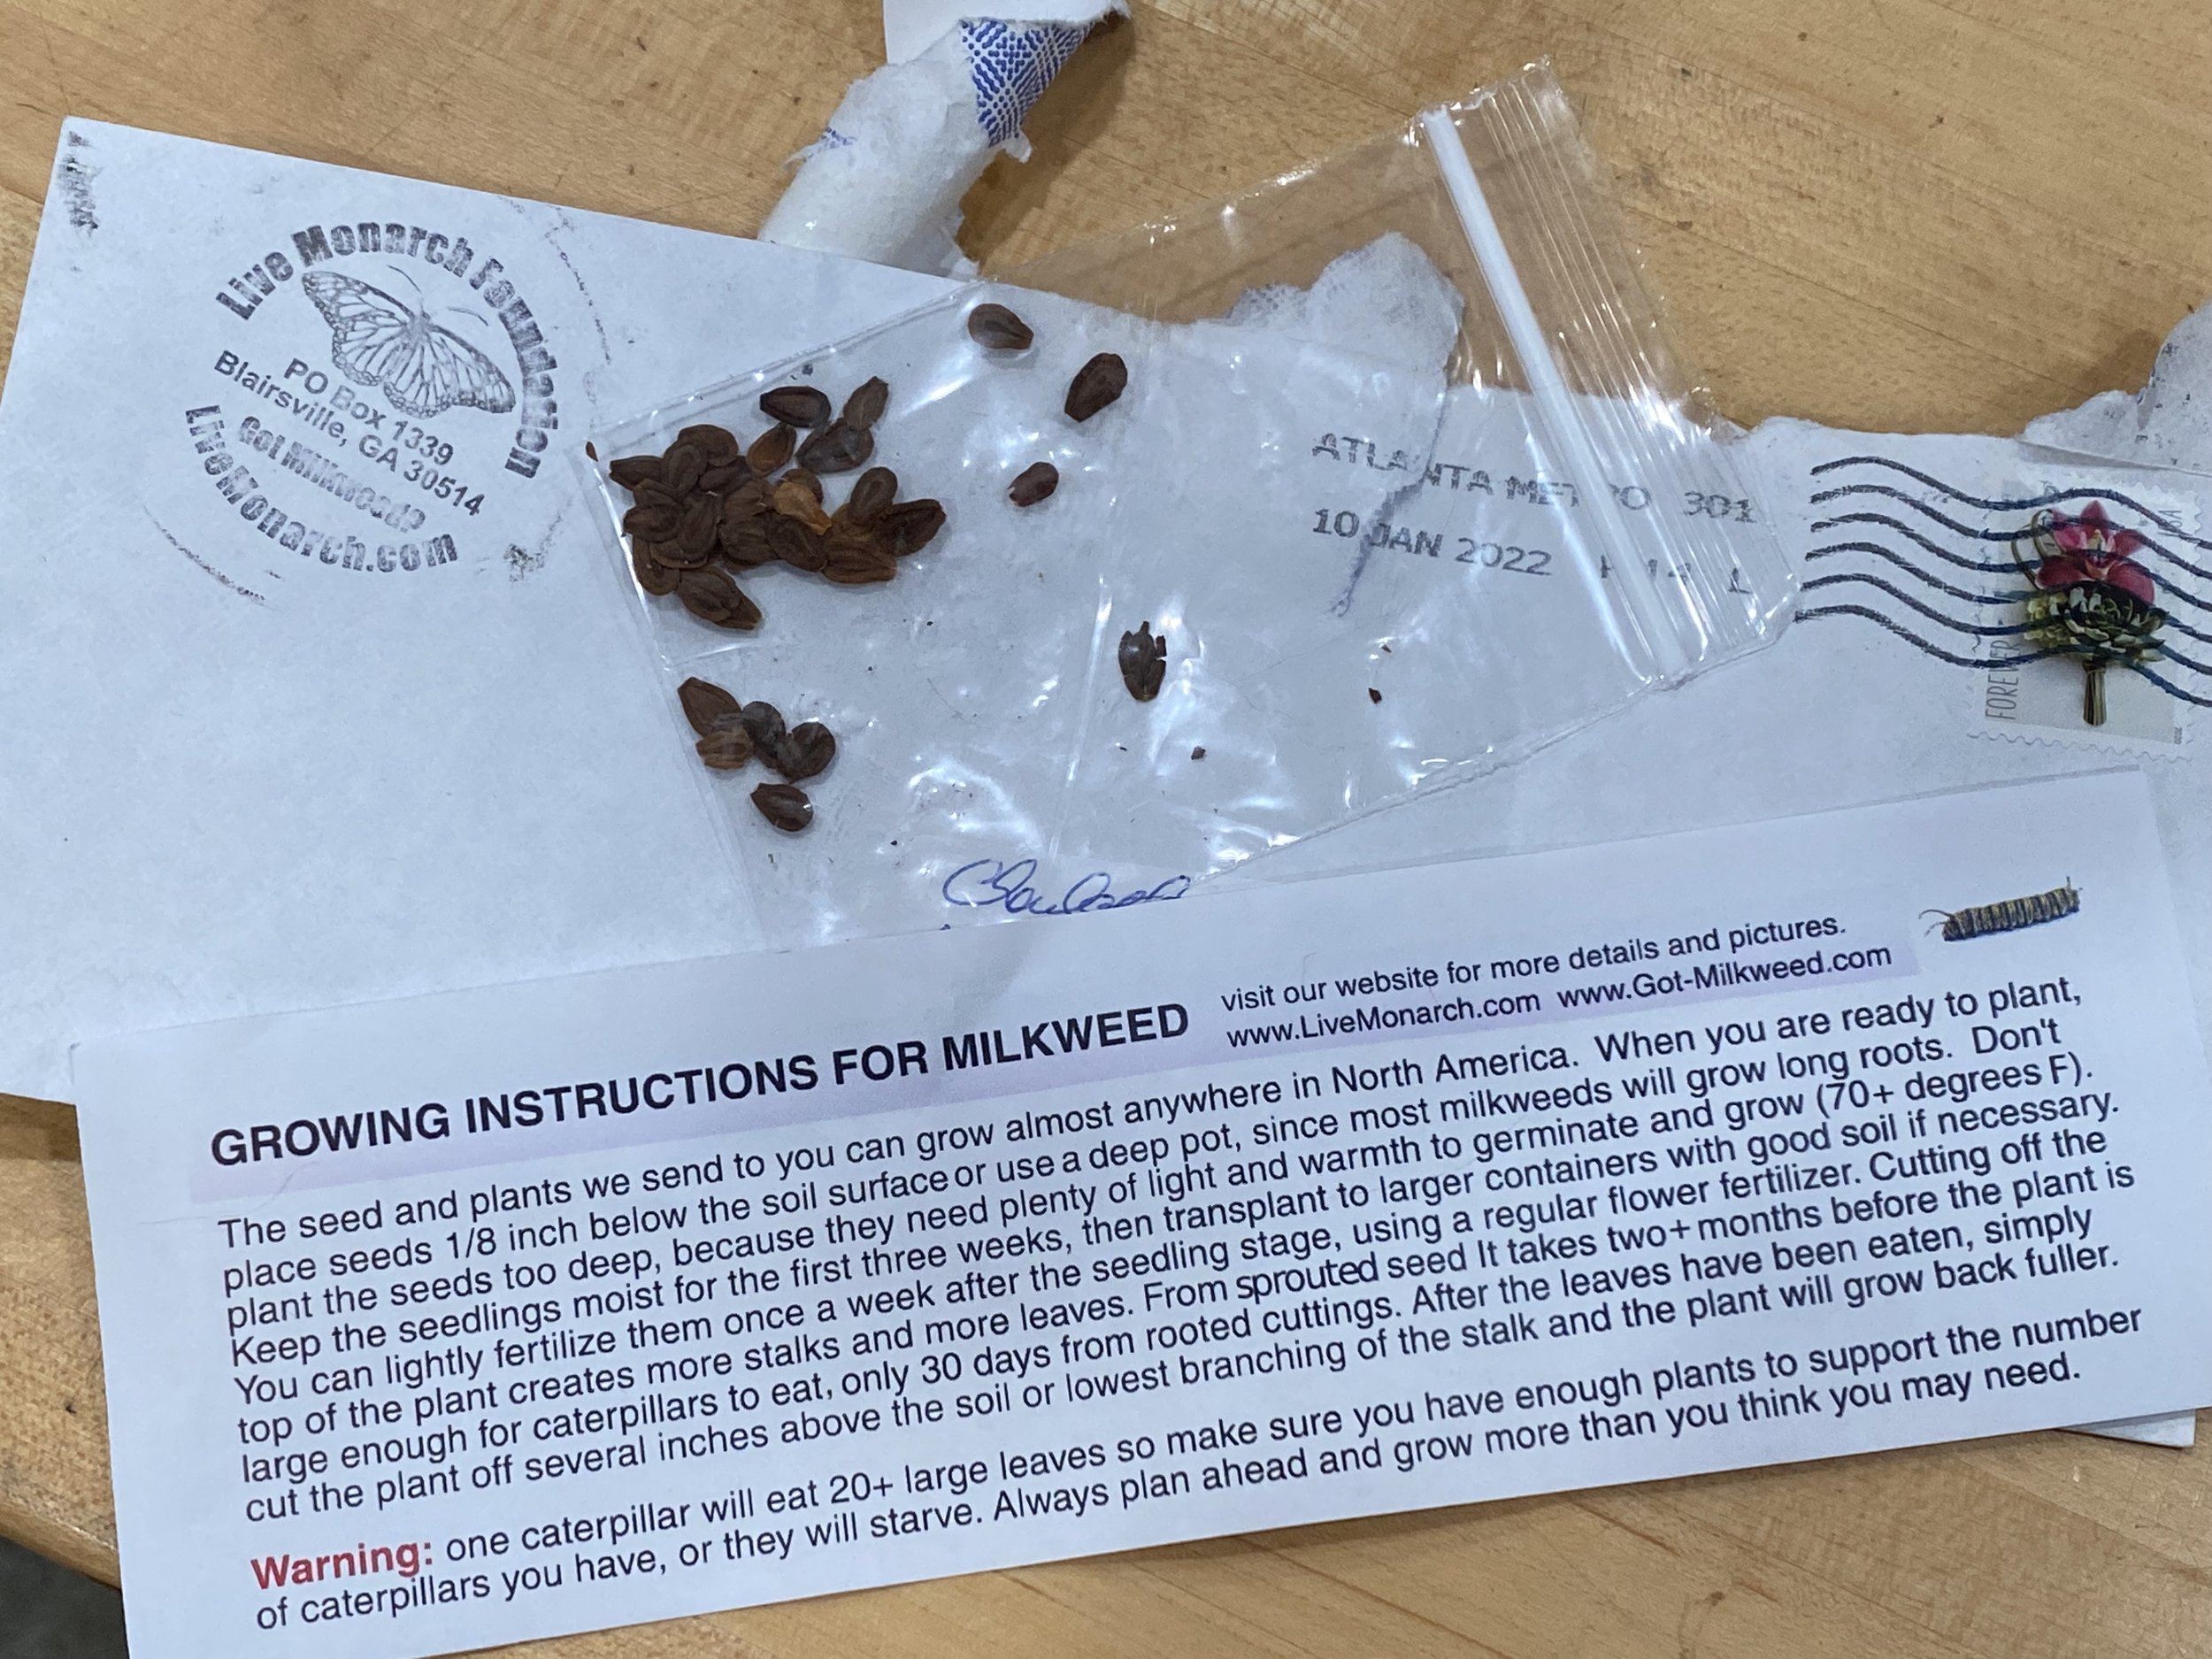 Live Monarch Foundation
PO Box 1339
Blairsville, GA 30514
Got Milkweed?
LiveMonarch.com
ATLANTA METRO 301
10 JAN 2022
FOREVER
GROWING INSTRUCTIONS FOR MILKWEED
visit our website for more details and pictures.
www.LiveMonarch.com www.Got-Milkweed.com
The seed and plants we send to you can grow almost anywhere in North America. When you are ready to plant,
place seeds 1/8 inch below the soil surface or use a deep pot, since most milkweeds will grow long roots. Don't
plant the seeds too deep, because they need plenty of light and warmth to germinate and grow (70+ degrees F).
Keep the seedlings moist for the first three weeks, then transplant to larger containers with good soil if necessary.
You can lightly fertilize them once a week after the seedling stage, using a regular flower fertilizer. Cutting off the
top of the plant creates more stalks and more leaves. From sprouted seed It takes two+ months before the plant is
large enough for caterpillars to eat, only 30 days from rooted cuttings. After the leaves have been eaten, simply
cut the plant off several inches above the soil or lowest branching of the stalk and the plant will grow back fuller.
Warning: one caterpillar will eat 20+ large leaves so make sure you have enough plants to support the number
of caterpillars you have, or they will starve. Always plan ahead and grow more than you think you may need.